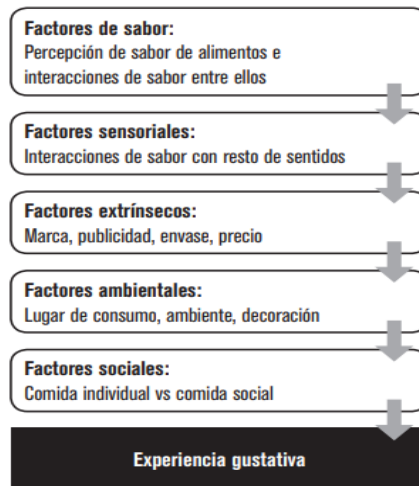 Factores de sabor:
Percepción de sabor de alimentos e
interacciones de sabor entre ellos
Factores sensoriales:
Interacciones de sabor con resto de sentidos
Factores extrínsecos:
Marca, publicidad, envase, precio
Factores ambientales:
Lugar de consumo, ambiente, decoración
Factores sociales:
Comida individual vs comida social
Experiencia gustativa